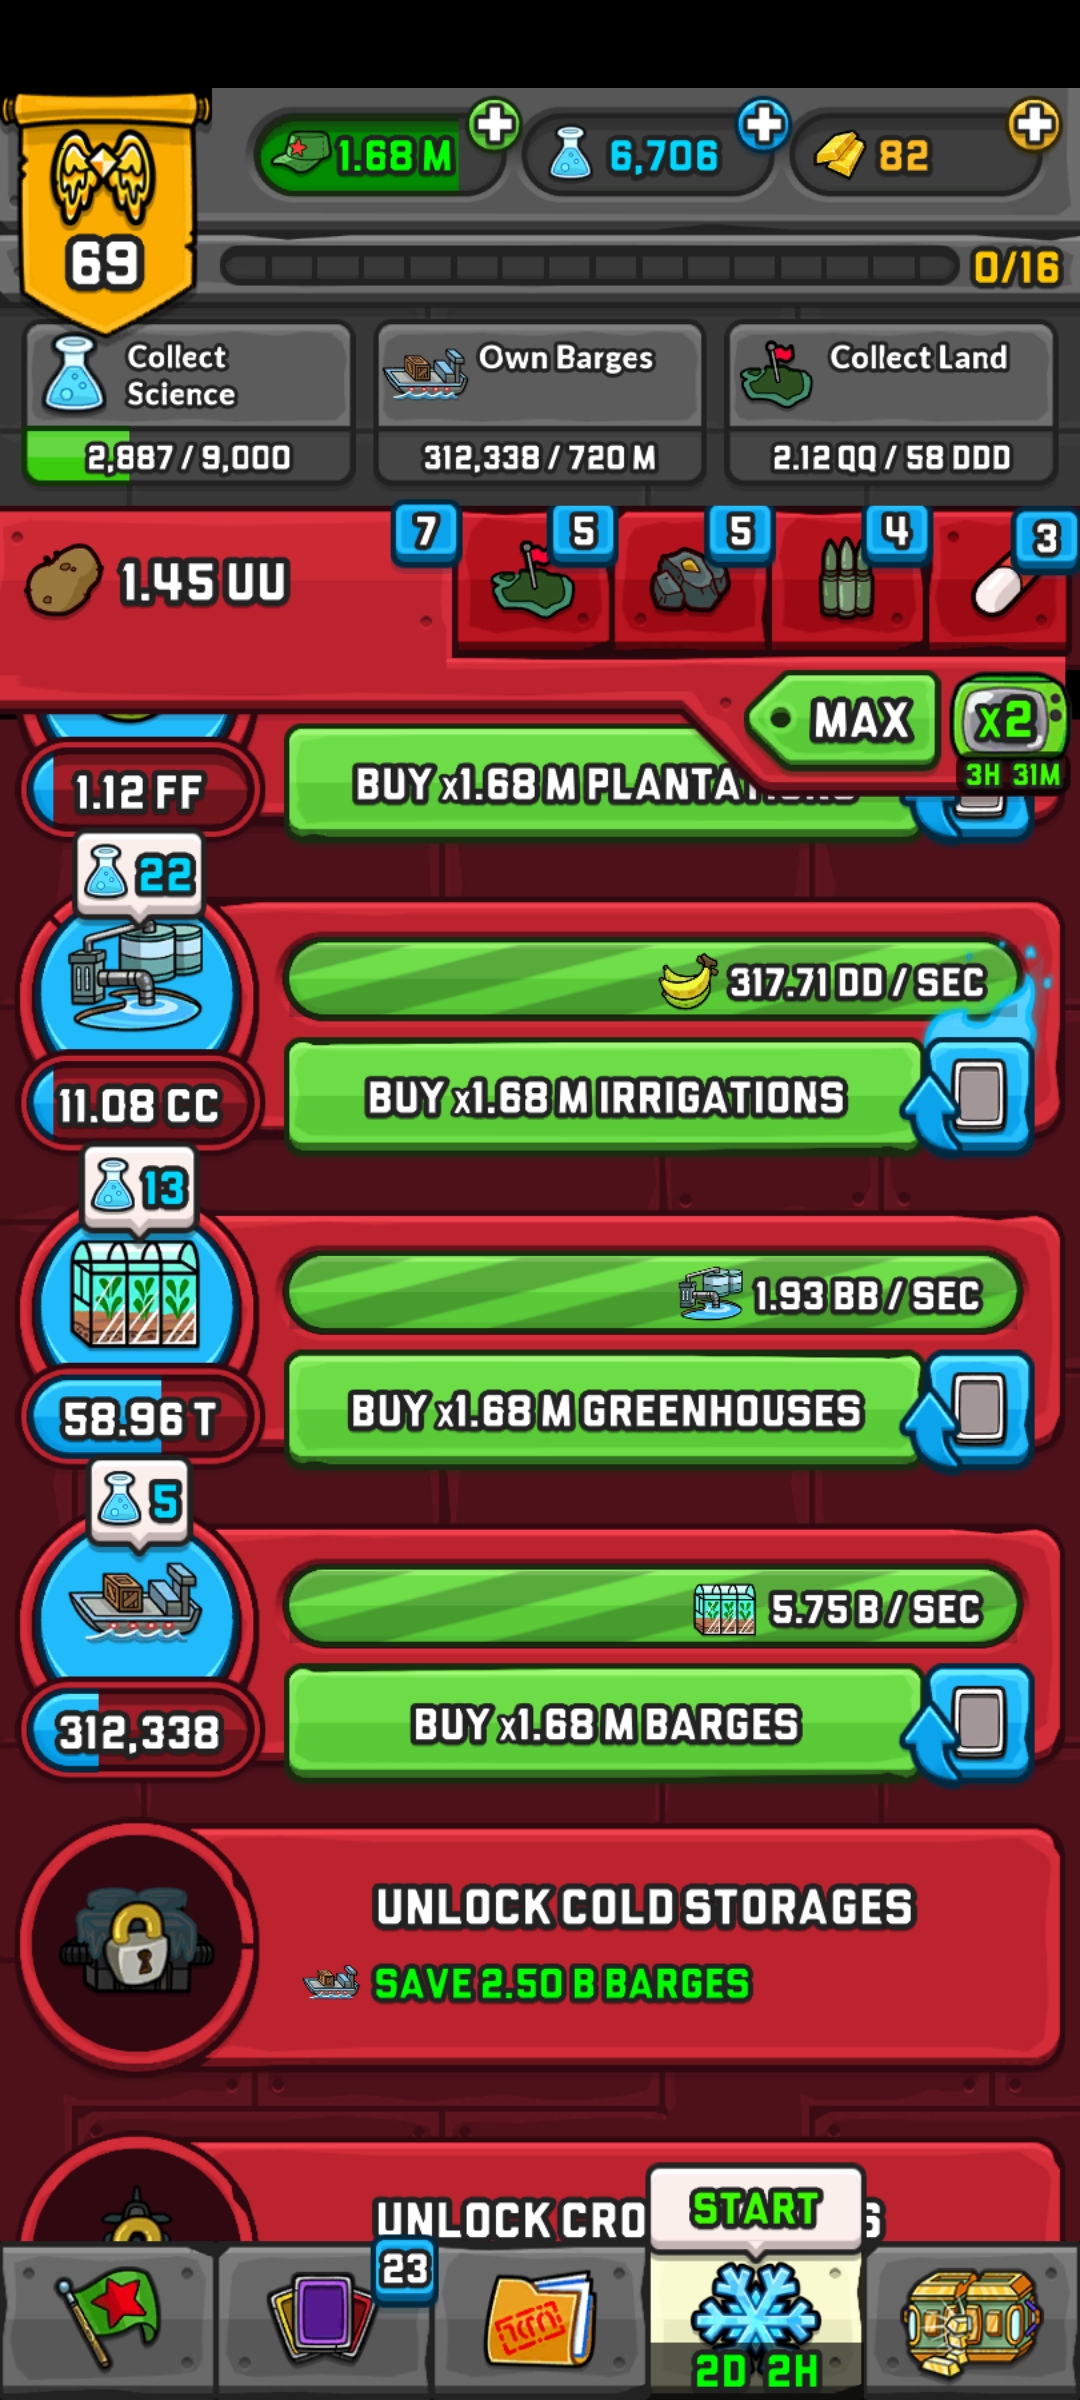 69
1.68 M
6,706
82
0/16
Collect
Science
2,887 / 9,000
Own Barges
312,338 / 720 M
Collect Land
2.12 QQ / 58 DDD
1.45 UU
7
5
5
4
3
MAX
x2
3H 31M
1.12 FF
BUY x1.68 M PLANTATIONS
22
317.71 DD / SEC
11.08 CC
BUY x1.68 M IRRIGATIONS
13
1.93 BB / SEC
58.96 T
BUY x1.68 M GREENHOUSES
5
5.75 B / SEC
312,338
BUY x1.68 M BARGES
UNLOCK COLD STORAGES
SAVE 2.50 B BARGES
UNLOCK CRO
START
23
2D 2H